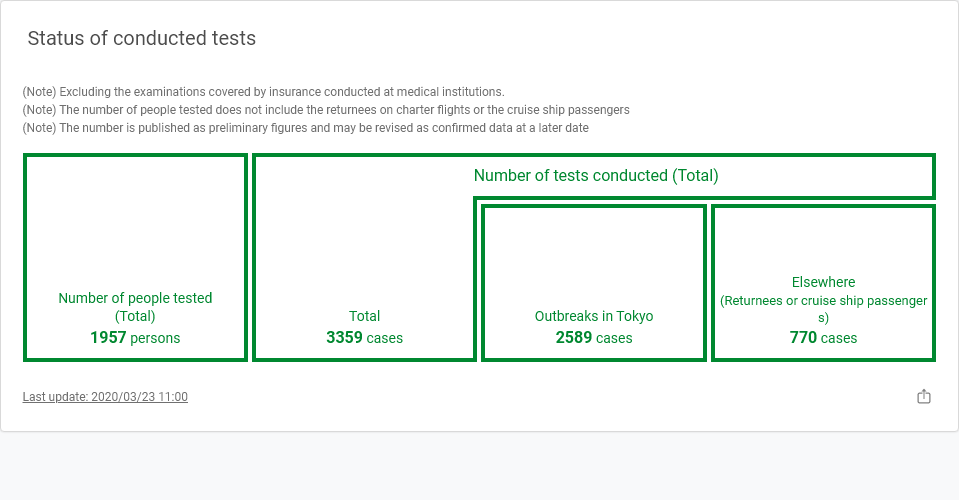 Status of conducted tests
(Note) Excluding the examinations covered by insurance conducted at medical institutions.
(Note) The number of people tested does not include the returnees on charter flights or the cruise ship passengers
(Note) The number is published as preliminary figures and may be revised as confirmed data at a later date
Number of people tested
(Total)
1957 persons
Number of tests conducted (Total)
Total
3359 cases
Outbreaks in Tokyo
2589 cases
Elsewhere
(Returnees or cruise ship passenger
s)
770 cases
Last update: 2020/03/23 11:00